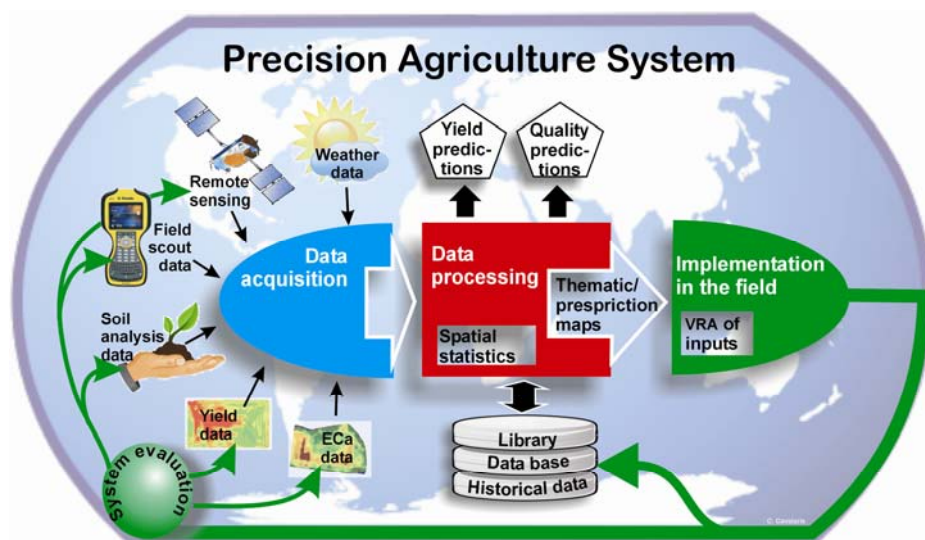 Precision Agriculture System
Yield
predic-
tions
Quality
predic-
tions
Weather
data
Remote
sensing
Field
scout
data
Soil
analysis
data
Yield
data
ECa
data
Data
acquisition
Data
processing
Spatial
statistics
Thematic/
prespriction
maps
Implementation
in the field
VRA of
inputs
Library
Data base
Historical data
System evaluation